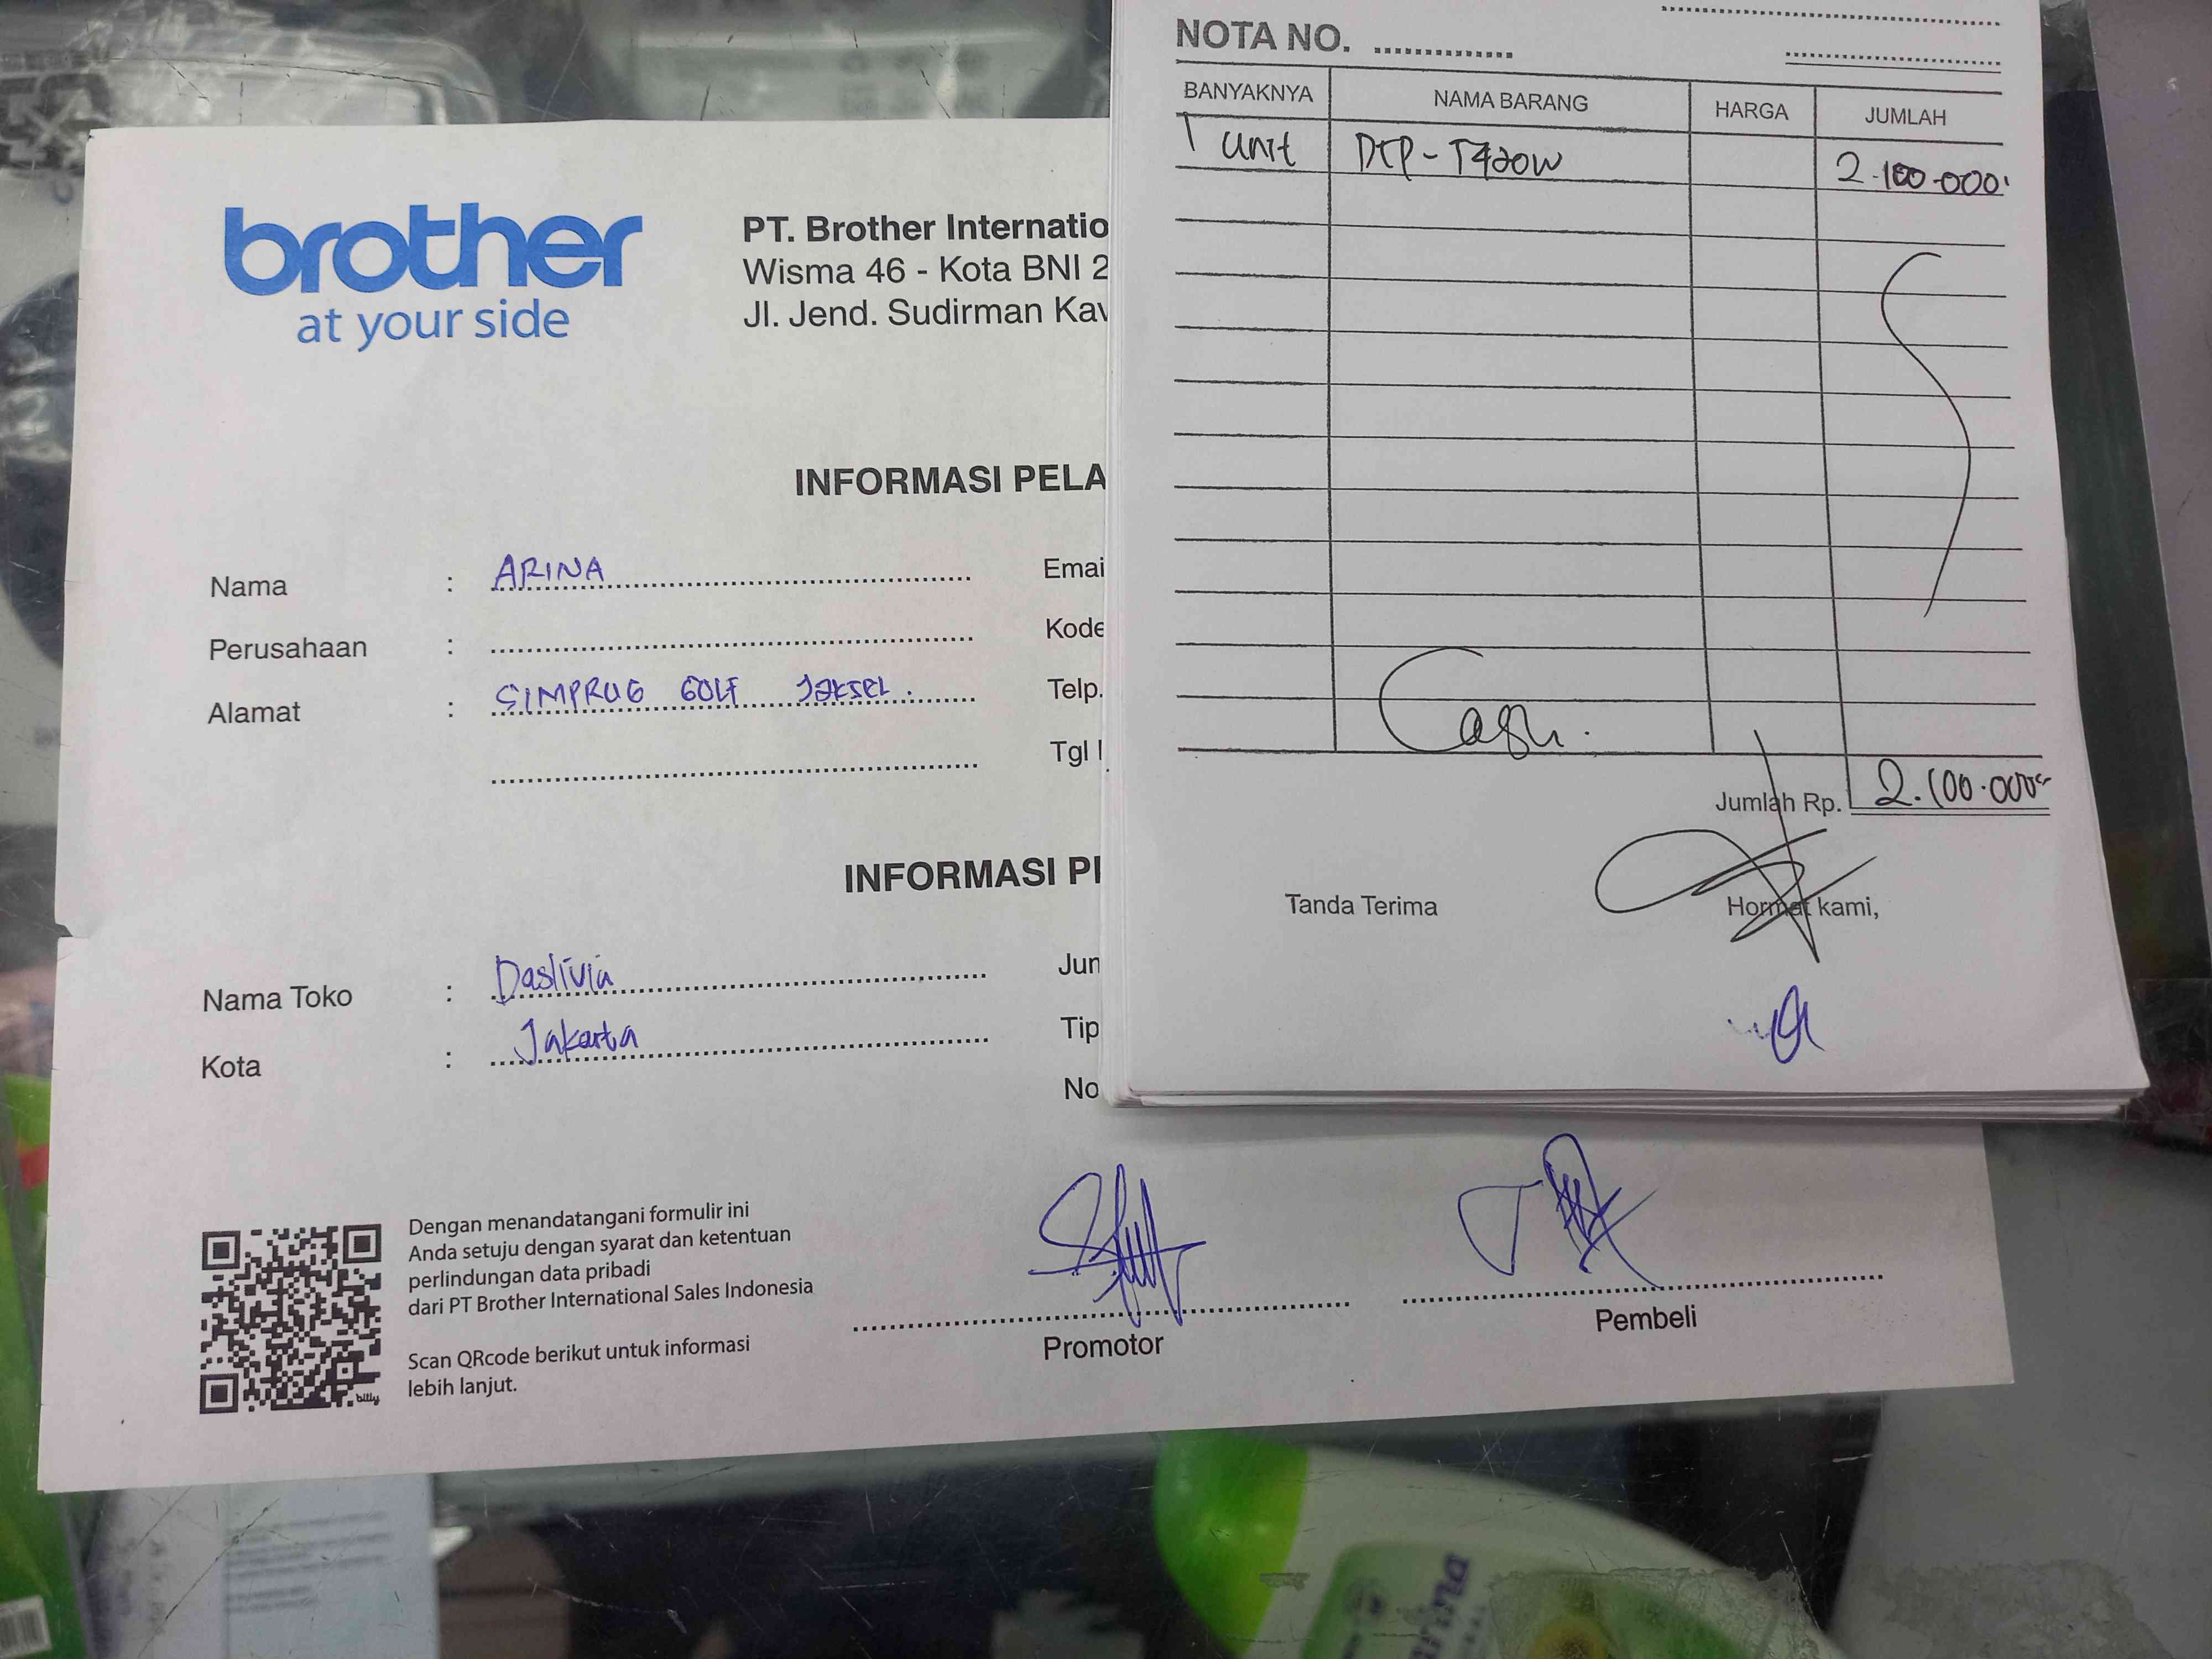 brother
at your side
PT. Brother Internatio
Wisma 46 - Kota BNI 2
Jl. Jend. Sudirman Kav
INFORMASI PELA
Nama : ARINA
Emai
Perusahaan :
Kode
Alamat : SIMPRUG GOLF JAKSEL.
Telp.
Tgl
INFORMASI
Nama Toko : Daslivia
Jun
Kota : Jakarta
Tip
No
Dengan menandatangani formulir ini
Anda setuju dengan syarat dan ketentuan
perlindungan data pribadi
dari PT Brother International Sales Indonesia
Scan QRcode berikut untuk informasi
lebih lanjut.
bitly
Promotor
Pembeli
NOTA NO.
BANYAKNYA NAMA BARANG HARGA JUMLAH
1 unit DCP-T420W 2.100.000
Cash.
Jumlah Rp. 2.100.000
Tanda Terima
Hormat kami,